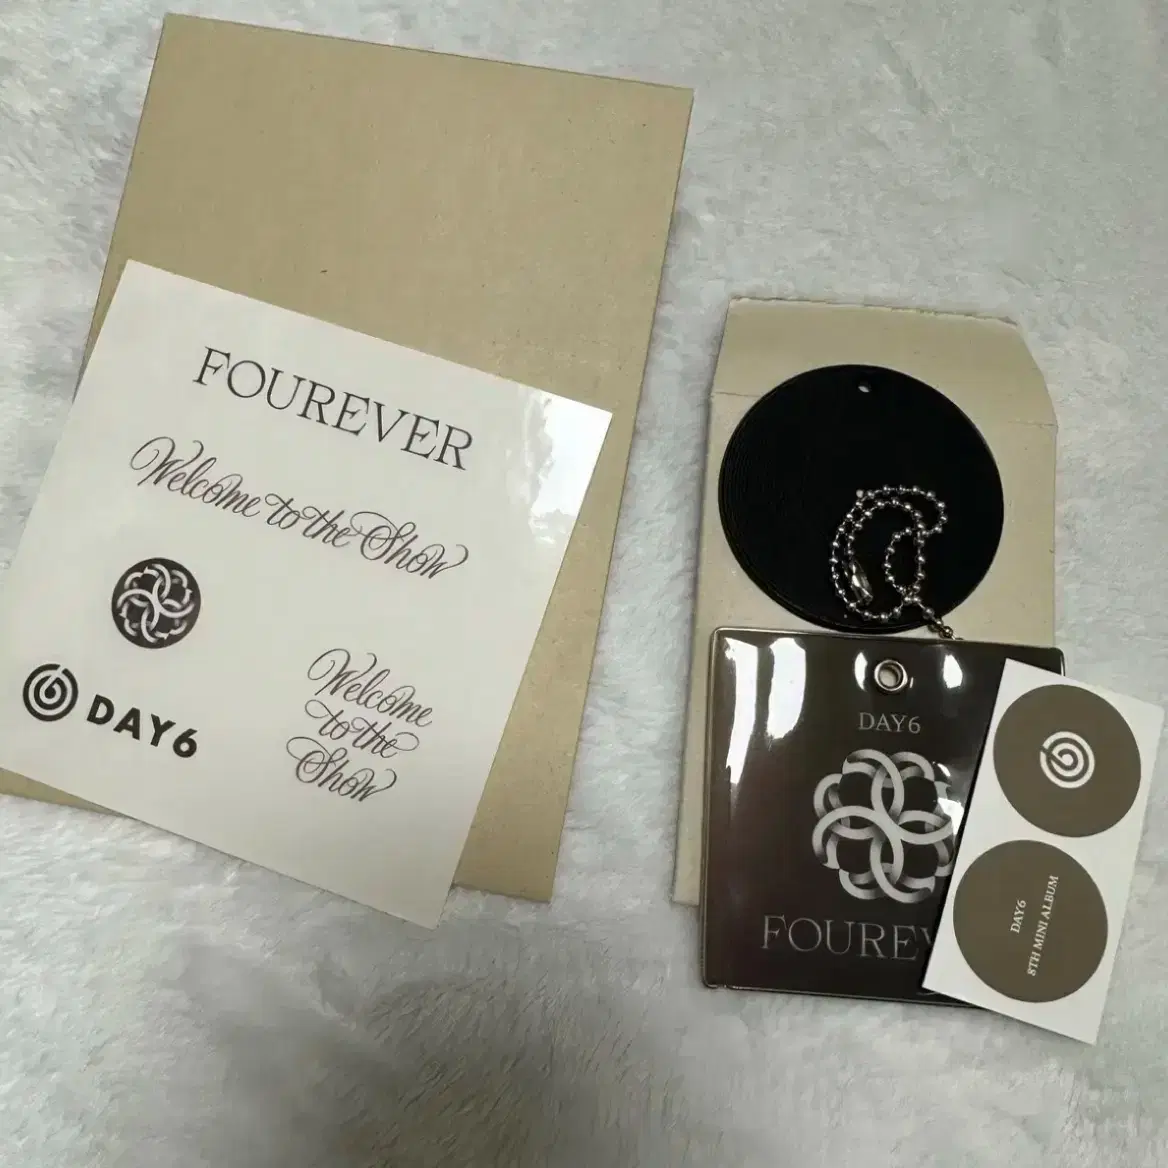 FOUREVER
Welcome to the Show
DAY6
Welcome
to the
Show
DAY6
FOUREV
DAY6
8TH MINI ALBUM